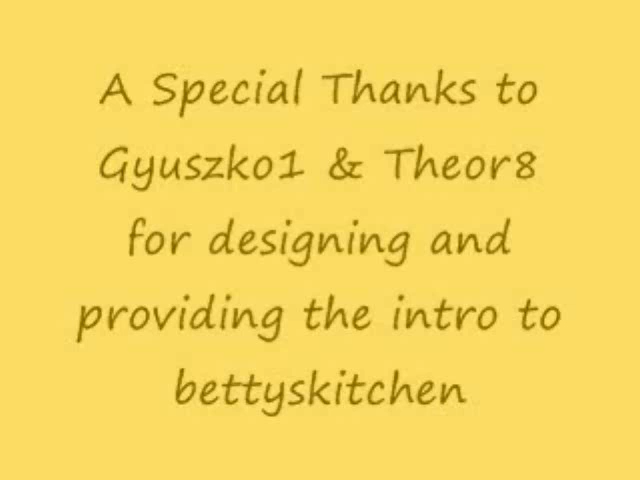 A Special Thanks to
Gyuszko1 & Theor8
for designing and
providing the intro to
bettyskitchen